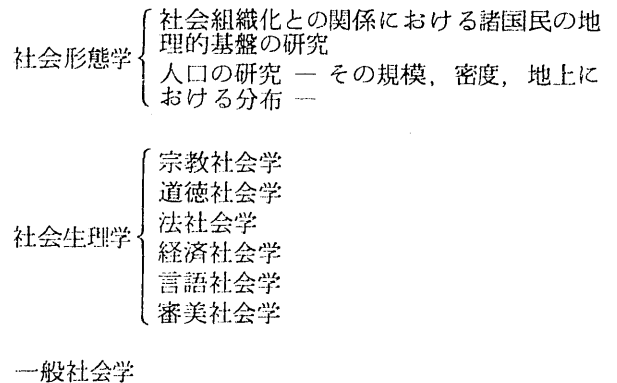 社会組織化との関係における諸国民の地
理的基盤の研究
社会形態学
人口の研究 ― その規模，密度，地上に
おける分布 ―
宗教社会学
道徳社会学
法社会学
社会生理学
経済社会学
言語社会学
審美社会学
一般社会学